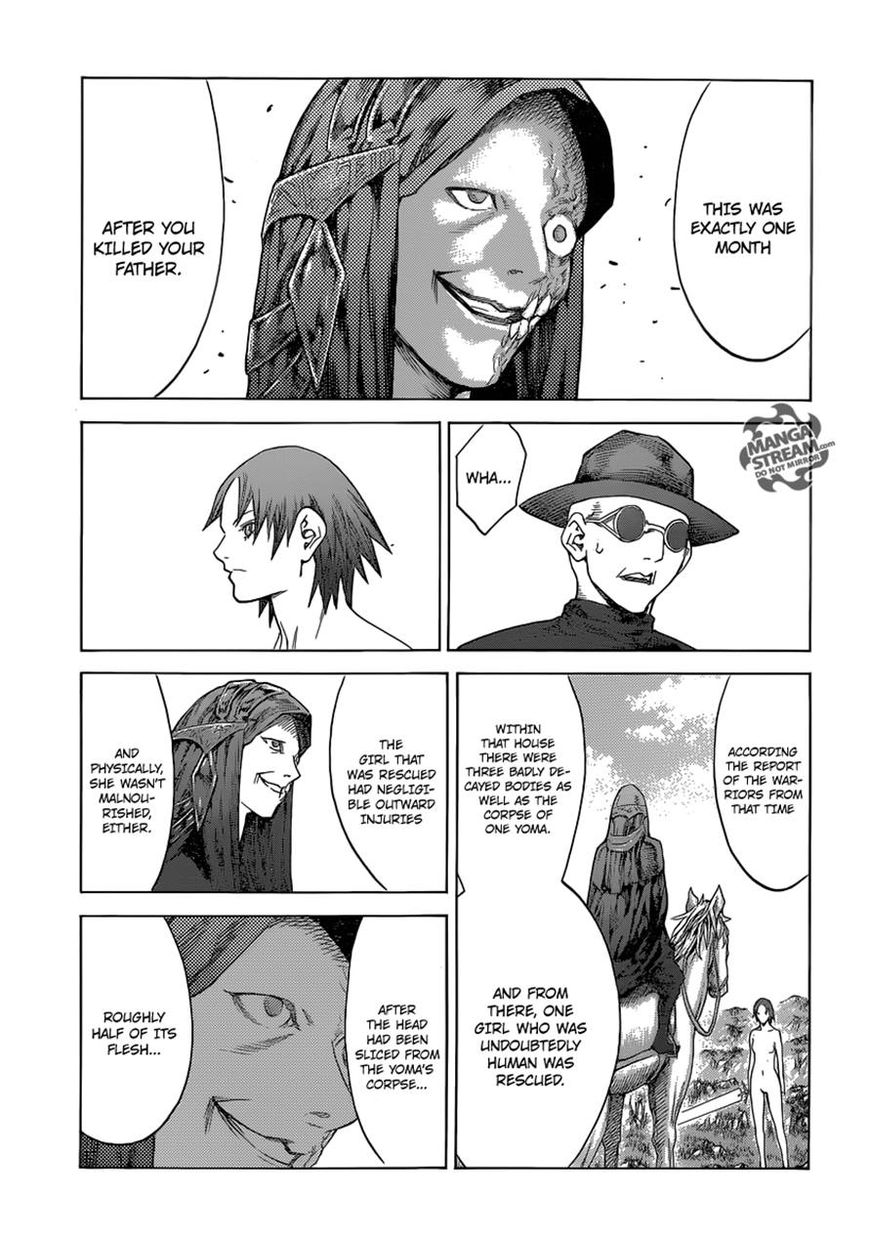 THIS WAS
EXACTLY ONE
MONTH
AFTER YOU
KILLED YOUR
FATHER.
MANGA
STREAM.com
DO NOT MIRROR
WHA...
ACCORDING
THE REPORT
OF THE WAR-
RIORS FROM
THAT TIME
WITHIN
THAT HOUSE
THERE WERE
THREE BADLY DE-
CAYED BODIES AS
WELL AS THE
CORPSE OF
ONE YOMA.
AND FROM
THERE, ONE
GIRL WHO WAS
UNDOUBTEDLY
HUMAN WAS
RESCUED.
THE
GIRL THAT
WAS RESCUED
HAD NEGLIGI-
BLE OUTWARD
INJURIES
AND
PHYSICALLY,
SHE WASN'T
MALNOU-
RISHED,
EITHER.
AFTER
THE HEAD
HAD BEEN
SLICED FROM
THE YOMA'S
CORPSE...
ROUGHLY
HALF OF ITS
FLESH...